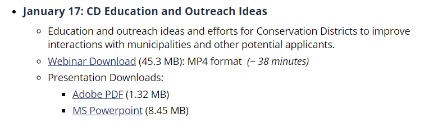 January 17: CD Education and Outreach Ideas
Education and outreach ideas and efforts for Conservation Districts to improve
interactions with municipalities and other potential applicants.
Webinar Download (45.3 MB): MP4 format (~ 38 minutes)
Presentation Downloads:
Adobe PDF (1.32 MB)
MS Powerpoint (8.45 MB)